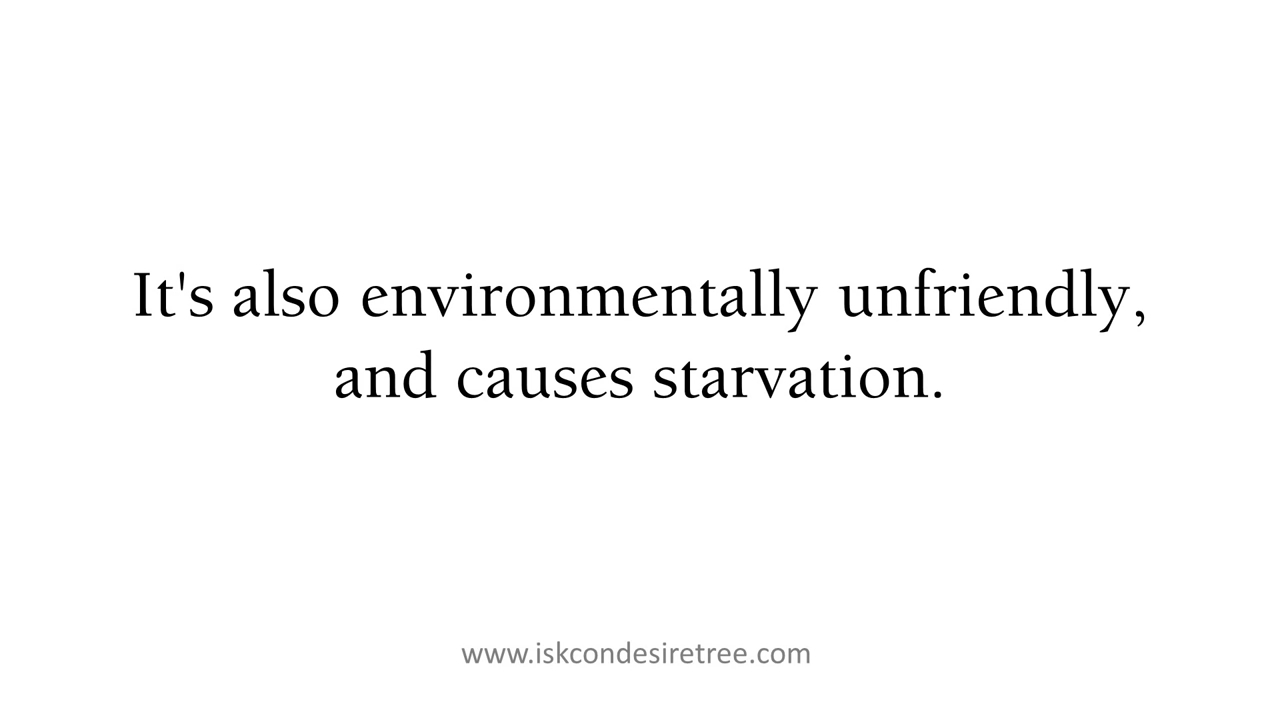 It's also environmentally unfriendly,
and causes starvation.
www.iskcondesiretree.com